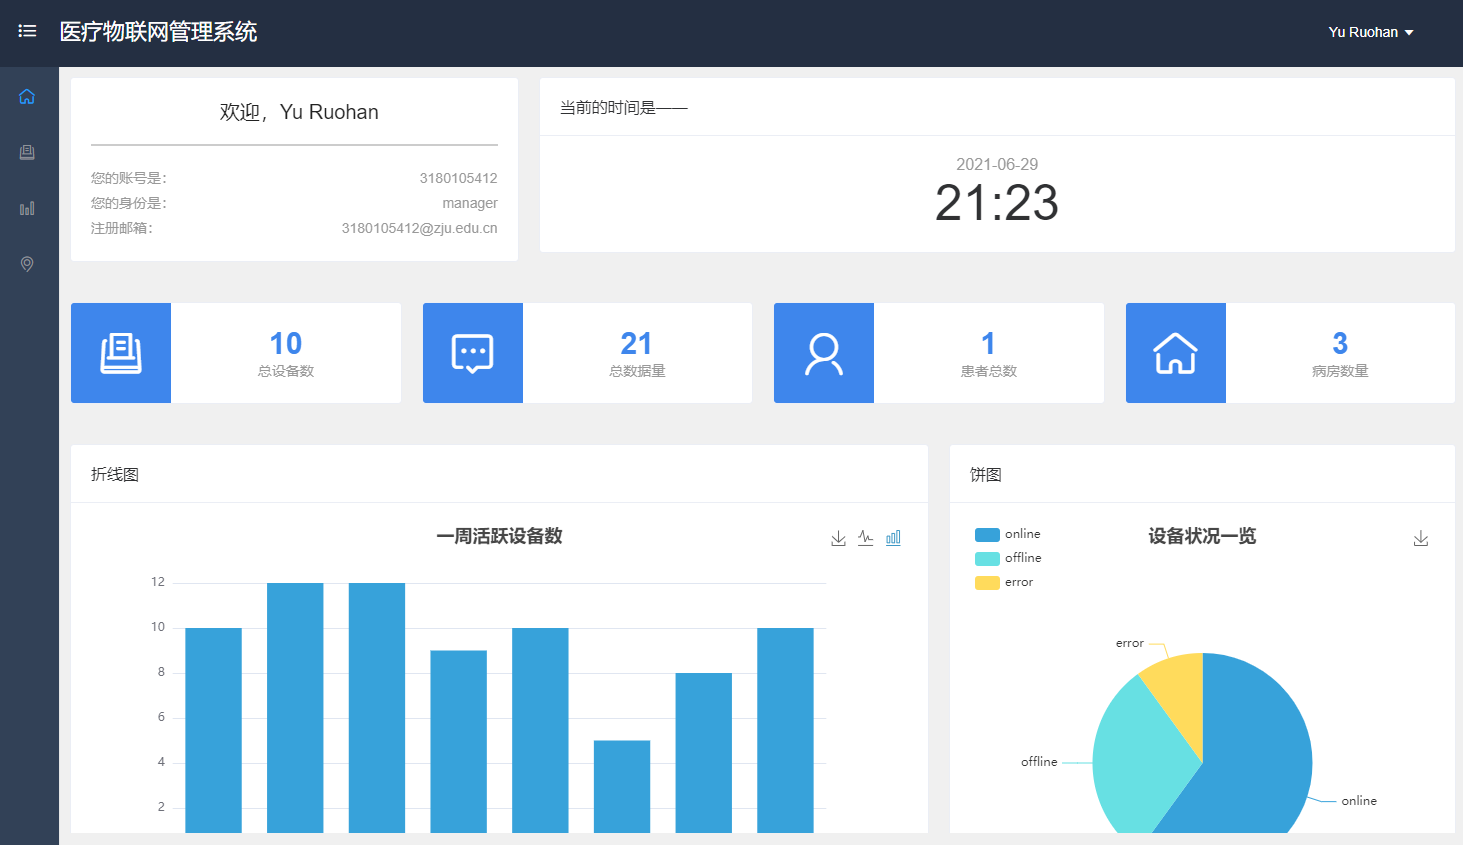 医疗物联网管理系统
Yu Ruohan
欢迎，Yu Ruohan
您的账号是： 3180105412
您的身份是： manager
注册邮箱： 3180105412@zju.edu.cn
当前的时间是——
2021-06-29
21:23
10
总设备数
21
总数据量
1
患者总数
3
病房数量
折线图
一周活跃设备数
12
10
8
6
4
2
饼图
设备状况一览
online
offline
error
error
offline
online